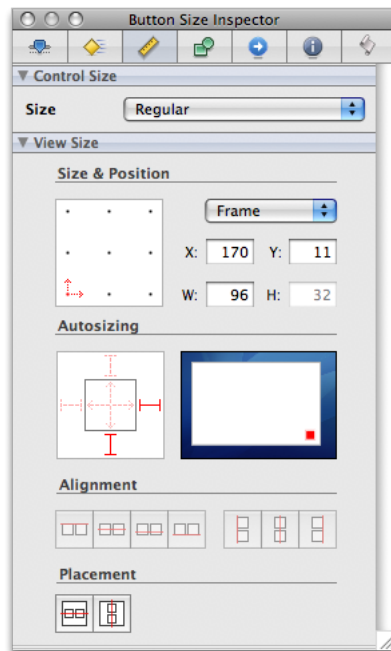 Button Size Inspector
Control Size
Size Regular
View Size
Size & Position
Frame
X: 170 Y: 11
W: 96 H: 32
Autosizing
Alignment
Placement